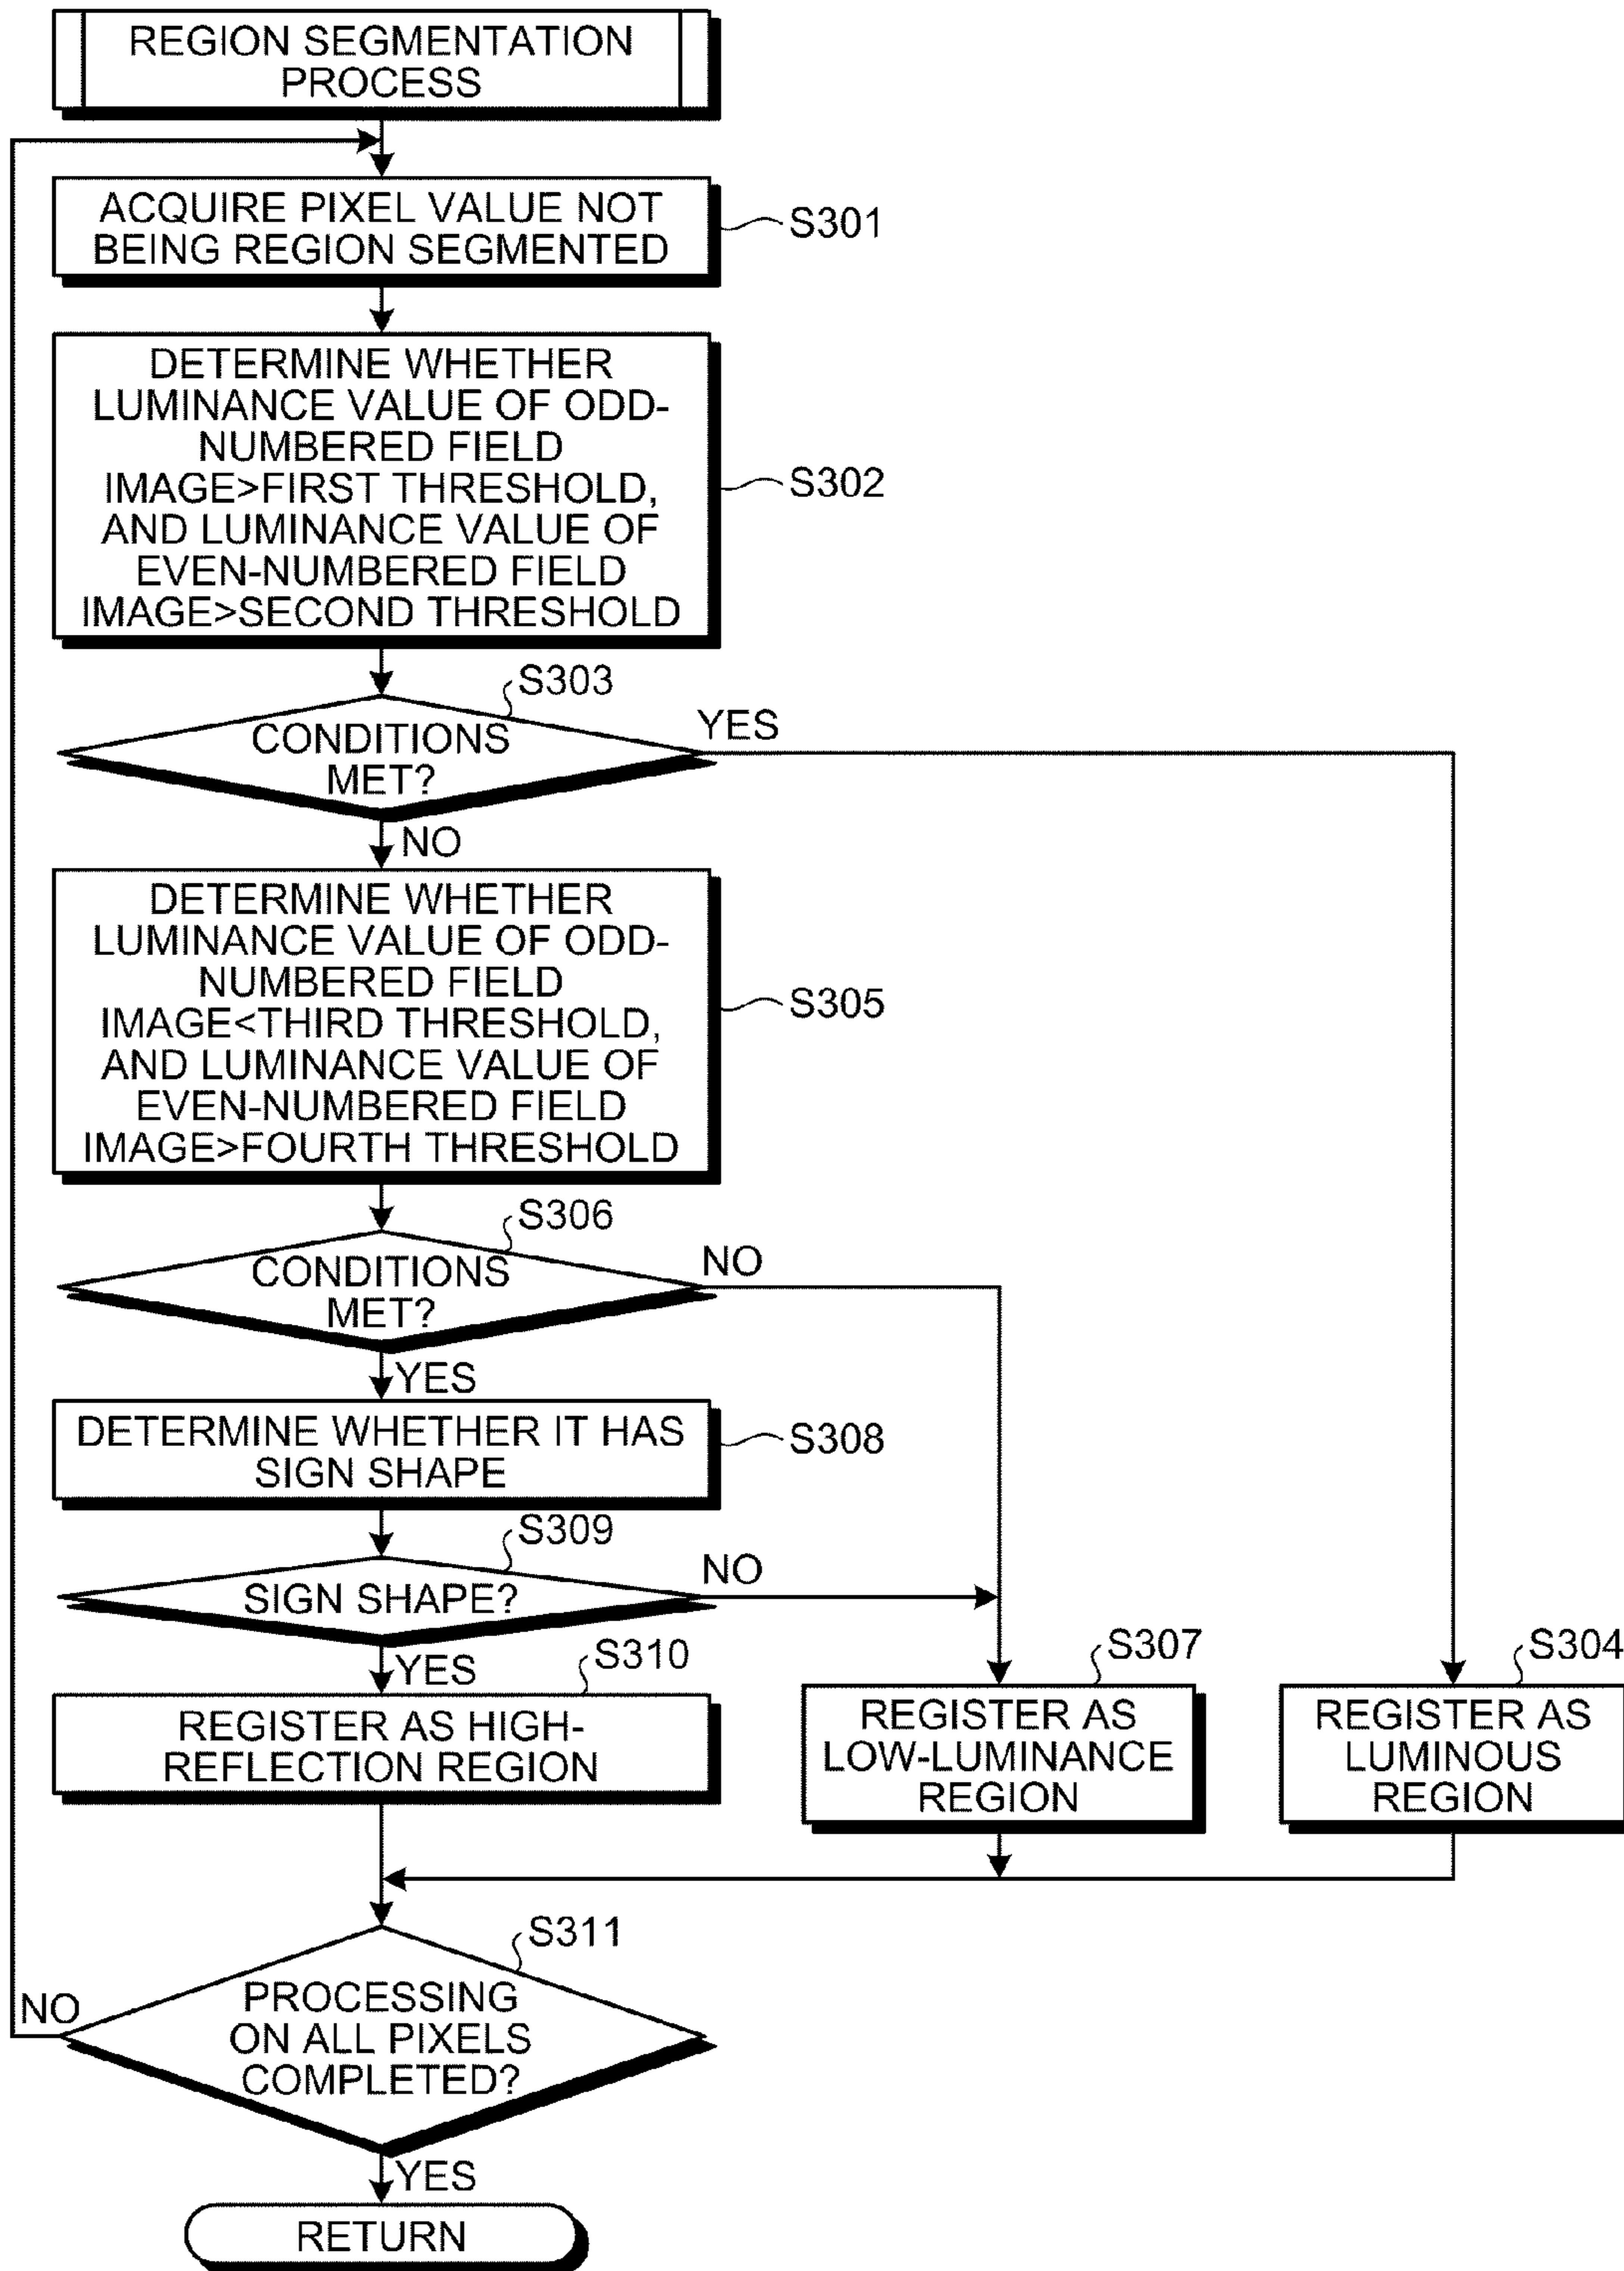 REGION SEGMENTATION
PROCESS
ACQUIRE PIXEL VALUE NOT
BEING REGION SEGMENTED
S301
DETERMINE WHETHER
LUMINANCE VALUE OF ODD-
NUMBERED FIELD
IMAGE>FIRST THRESHOLD,
AND LUMINANCE VALUE OF
EVEN-NUMBERED FIELD
IMAGE>SECOND THRESHOLD
S302
S303
CONDITIONS
MET?
YES
NO
DETERMINE WHETHER
LUMINANCE VALUE OF ODD-
NUMBERED FIELD
IMAGE<THIRD THRESHOLD,
AND LUMINANCE VALUE OF
EVEN-NUMBERED FIELD
IMAGE>FOURTH THRESHOLD
S305
S306
CONDITIONS
MET?
NO
YES
DETERMINE WHETHER IT HAS
SIGN SHAPE
S308
S309
SIGN SHAPE?
NO
YES
S310
REGISTER AS HIGH-
REFLECTION REGION
S307
REGISTER AS
LOW-LUMINANCE
REGION
S304
REGISTER AS
LUMINOUS
REGION
S311
PROCESSING
ON ALL PIXELS
COMPLETED?
NO
YES
RETURN